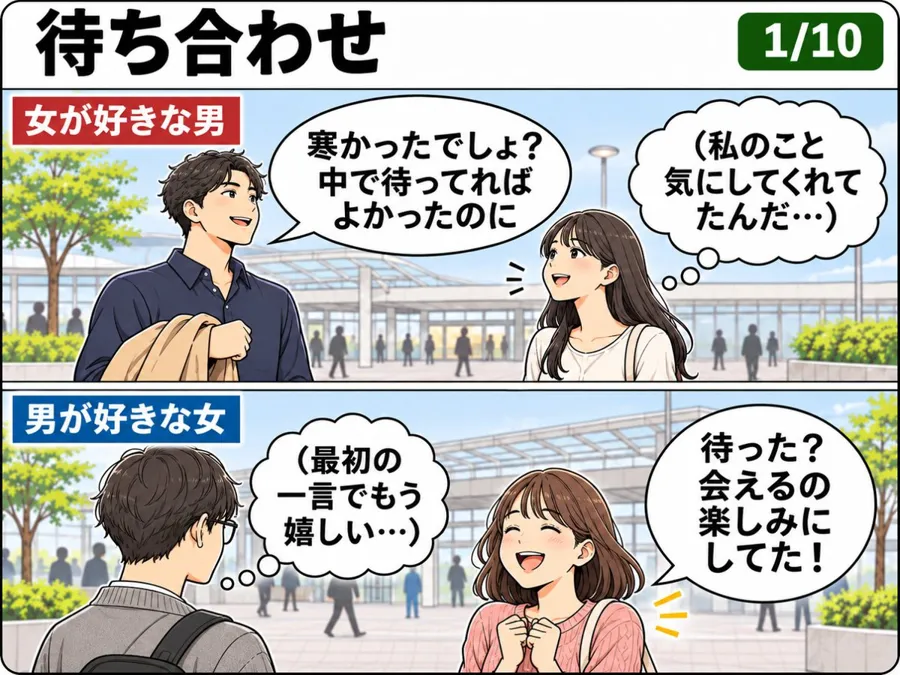 待ち合わせ
1/10
女が好きな男
寒かったでしょ?
中で待ってれば
よかったのに
(私のこと
気にしてくれて
たんだ…)
男が好きな女
(最初の
一言でもう
嬉しい…)
待った?
会えるの
楽しみに
してた!